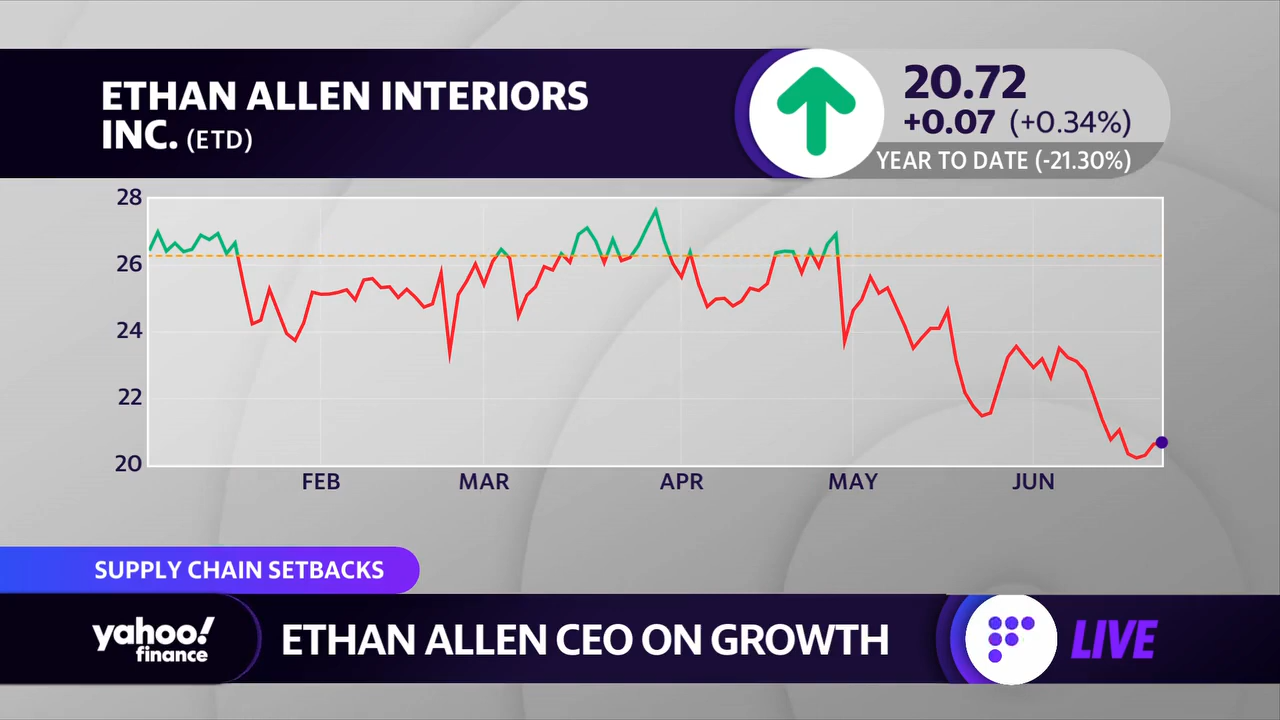 ETHAN ALLEN INTERIORS
INC. (ETD)
20.72
+0.07 (+0.34%)
YEAR TO DATE (-21.30%)
28
26
24
22
20
FEB MAR APR MAY JUN
SUPPLY CHAIN SETBACKS
yahoo!
finance
ETHAN ALLEN CEO ON GROWTH
LIVE